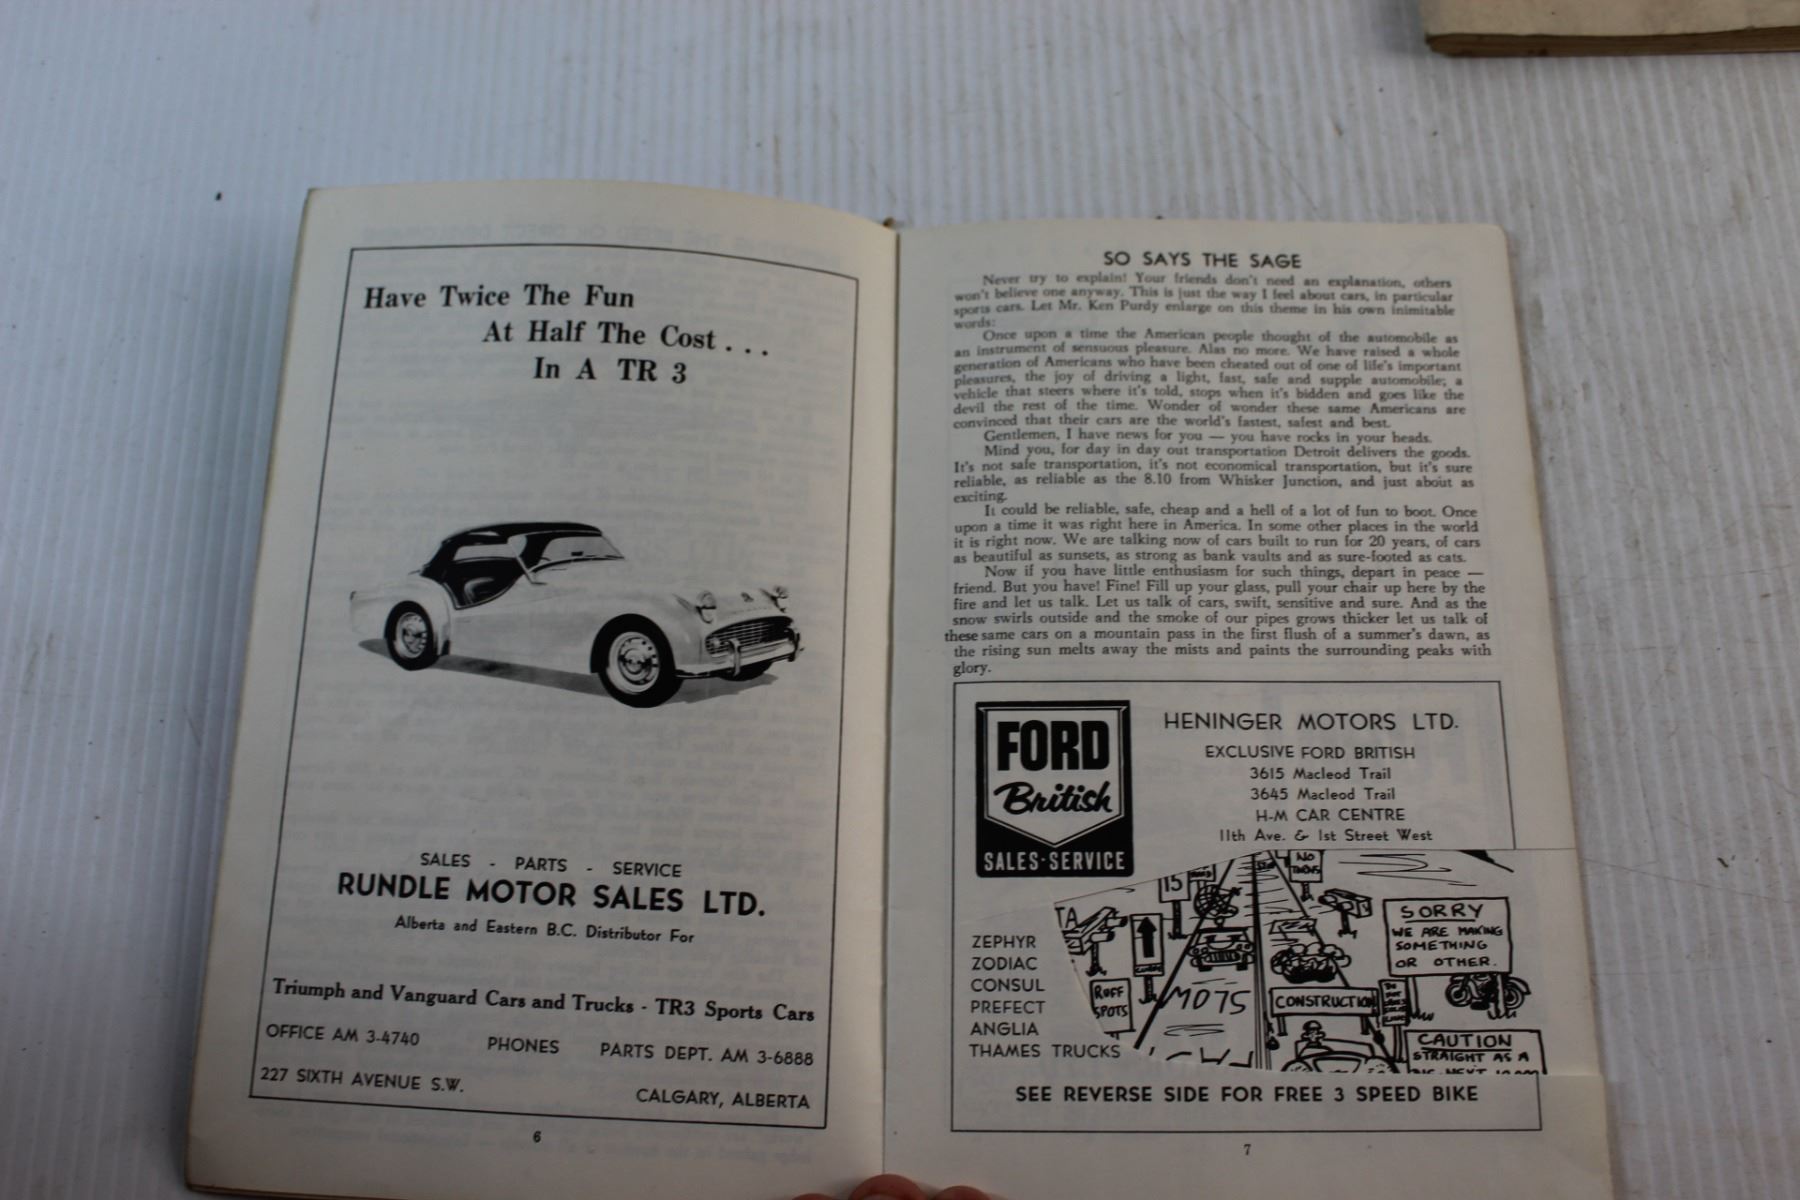 Have Twice The Fun
At Half The Cost . . .
In A TR 3
SALES - PARTS - SERVICE
RUNDLE MOTOR SALES LTD.
Alberta and Eastern B.C. Distributor For
Triumph and Vanguard Cars and Trucks - TR3 Sports Cars
OFFICE AM 3-4740 PHONES PARTS DEPT. AM 3-6888
227 SIXTH AVENUE S.W. CALGARY, ALBERTA
6
SO SAYS THE SAGE
Never try to explain! Your friends don't need an explanation, others
won't believe one anyway. This is just the way I feel about cars, in particular
sports cars. Let Mr. Ken Purdy enlarge on this theme in his own inimitable
words:
Once upon a time the American people thought of the automobile as
an instrument of sensuous pleasure. Alas no more. We have raised a whole
generation of Americans who have been cheated out of one of life's important
pleasures, the joy of driving a light, fast, safe and supple automobile; a
vehicle that steers where it's told, stops when it's bidden and goes like the
devil the rest of the time. Wonder of wonder these same Americans are
convinced that their cars are the world's fastest, safest and best.
Gentlemen, I have news for you — you have rocks in your heads.
Mind you, for day in day out transportation Detroit delivers the goods.
It's not safe transportation, it's not economical transportation, but it's sure
reliable, as reliable as the 8.10 from Whisker Junction, and just about as
exciting.
It could be reliable, safe, cheap and a hell of a lot of fun to boot. Once
upon a time it was right here in America. In some other places in the world
it is right now. We are talking now of cars built to run for 20 years, of cars
as beautiful as sunsets, as strong as bank vaults and as sure-footed as cats.
Now if you have little enthusiasm for such things, depart in peace —
friend. But you have! Fine! Fill up your glass, pull your chair up here by the
fire and let us talk. Let us talk of cars, swift, sensitive and sure. And as the
snow swirls outside and the smoke of our pipes grows thicker let us talk of
these same cars on a mountain pass in the first flush of a summer's dawn, as
the rising sun melts away the mists and paints the surrounding peaks with
glory.
FORD
British
SALES-SERVICE
HENINGER MOTORS LTD.
EXCLUSIVE FORD BRITISH
3615 Macleod Trail
3645 Macleod Trail
H-M CAR CENTRE
11th Ave. & 1st Street West
ZEPHYR
ZODIAC
CONSUL
PREFECT
ANGLIA
THAMES TRUCKS
NO
15
TA
RUFF
SPOTS
SORRY
WE ARE MAKING
SOMETHING
OR OTHER.
CONSTRUCTION
CAUTION
STRAIGHT AS A
SEE REVERSE SIDE FOR FREE 3 SPEED BIKE
7